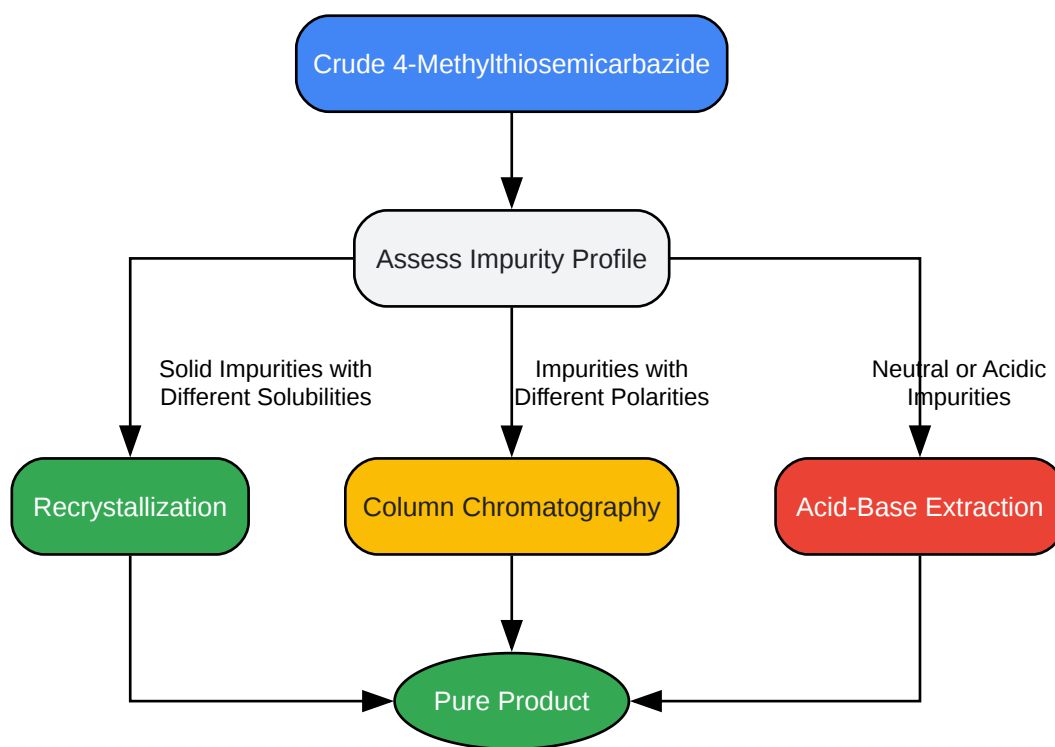 Crude 4-Methylthiosemicarbazide
Assess Impurity Profile
Solid Impurities with
Different Solubilities
Impurities with
Different Polarities
Neutral or Acidic
Impurities
Recrystallization
Column Chromatography
Acid-Base Extraction
Pure Product